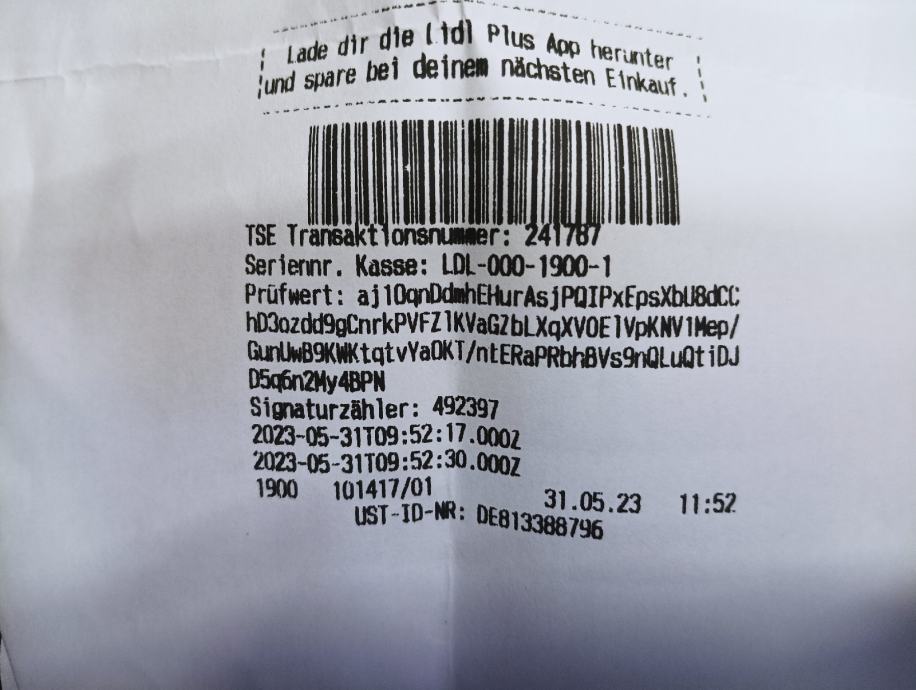 Lade dir die Lidl Plus App herunter
und spare bei deinem nächsten Einkauf.
TSE Transaktionsnummer: 241787
Seriennr. Kasse: LDL-000-1900-1
Prüfwert: aj10qnDdmhEHurAsjPQIPxEpsXbU8dCC
hD3ozdd9gCnrkPVFZ1KVaGZbLXqXVOE1VpKNV1Mep/
GunUwB9KWKtqtvYaOKT/ntERaPRbhBVs9nQLuQtiDJ
D5q6n2My4BPN
Signaturzähler: 492397
2023-05-31T09:52:17.000Z
2023-05-31T09:52:30.000Z
1900 101417/01 31.05.23 11:52
UST-ID-NR: DE813388796